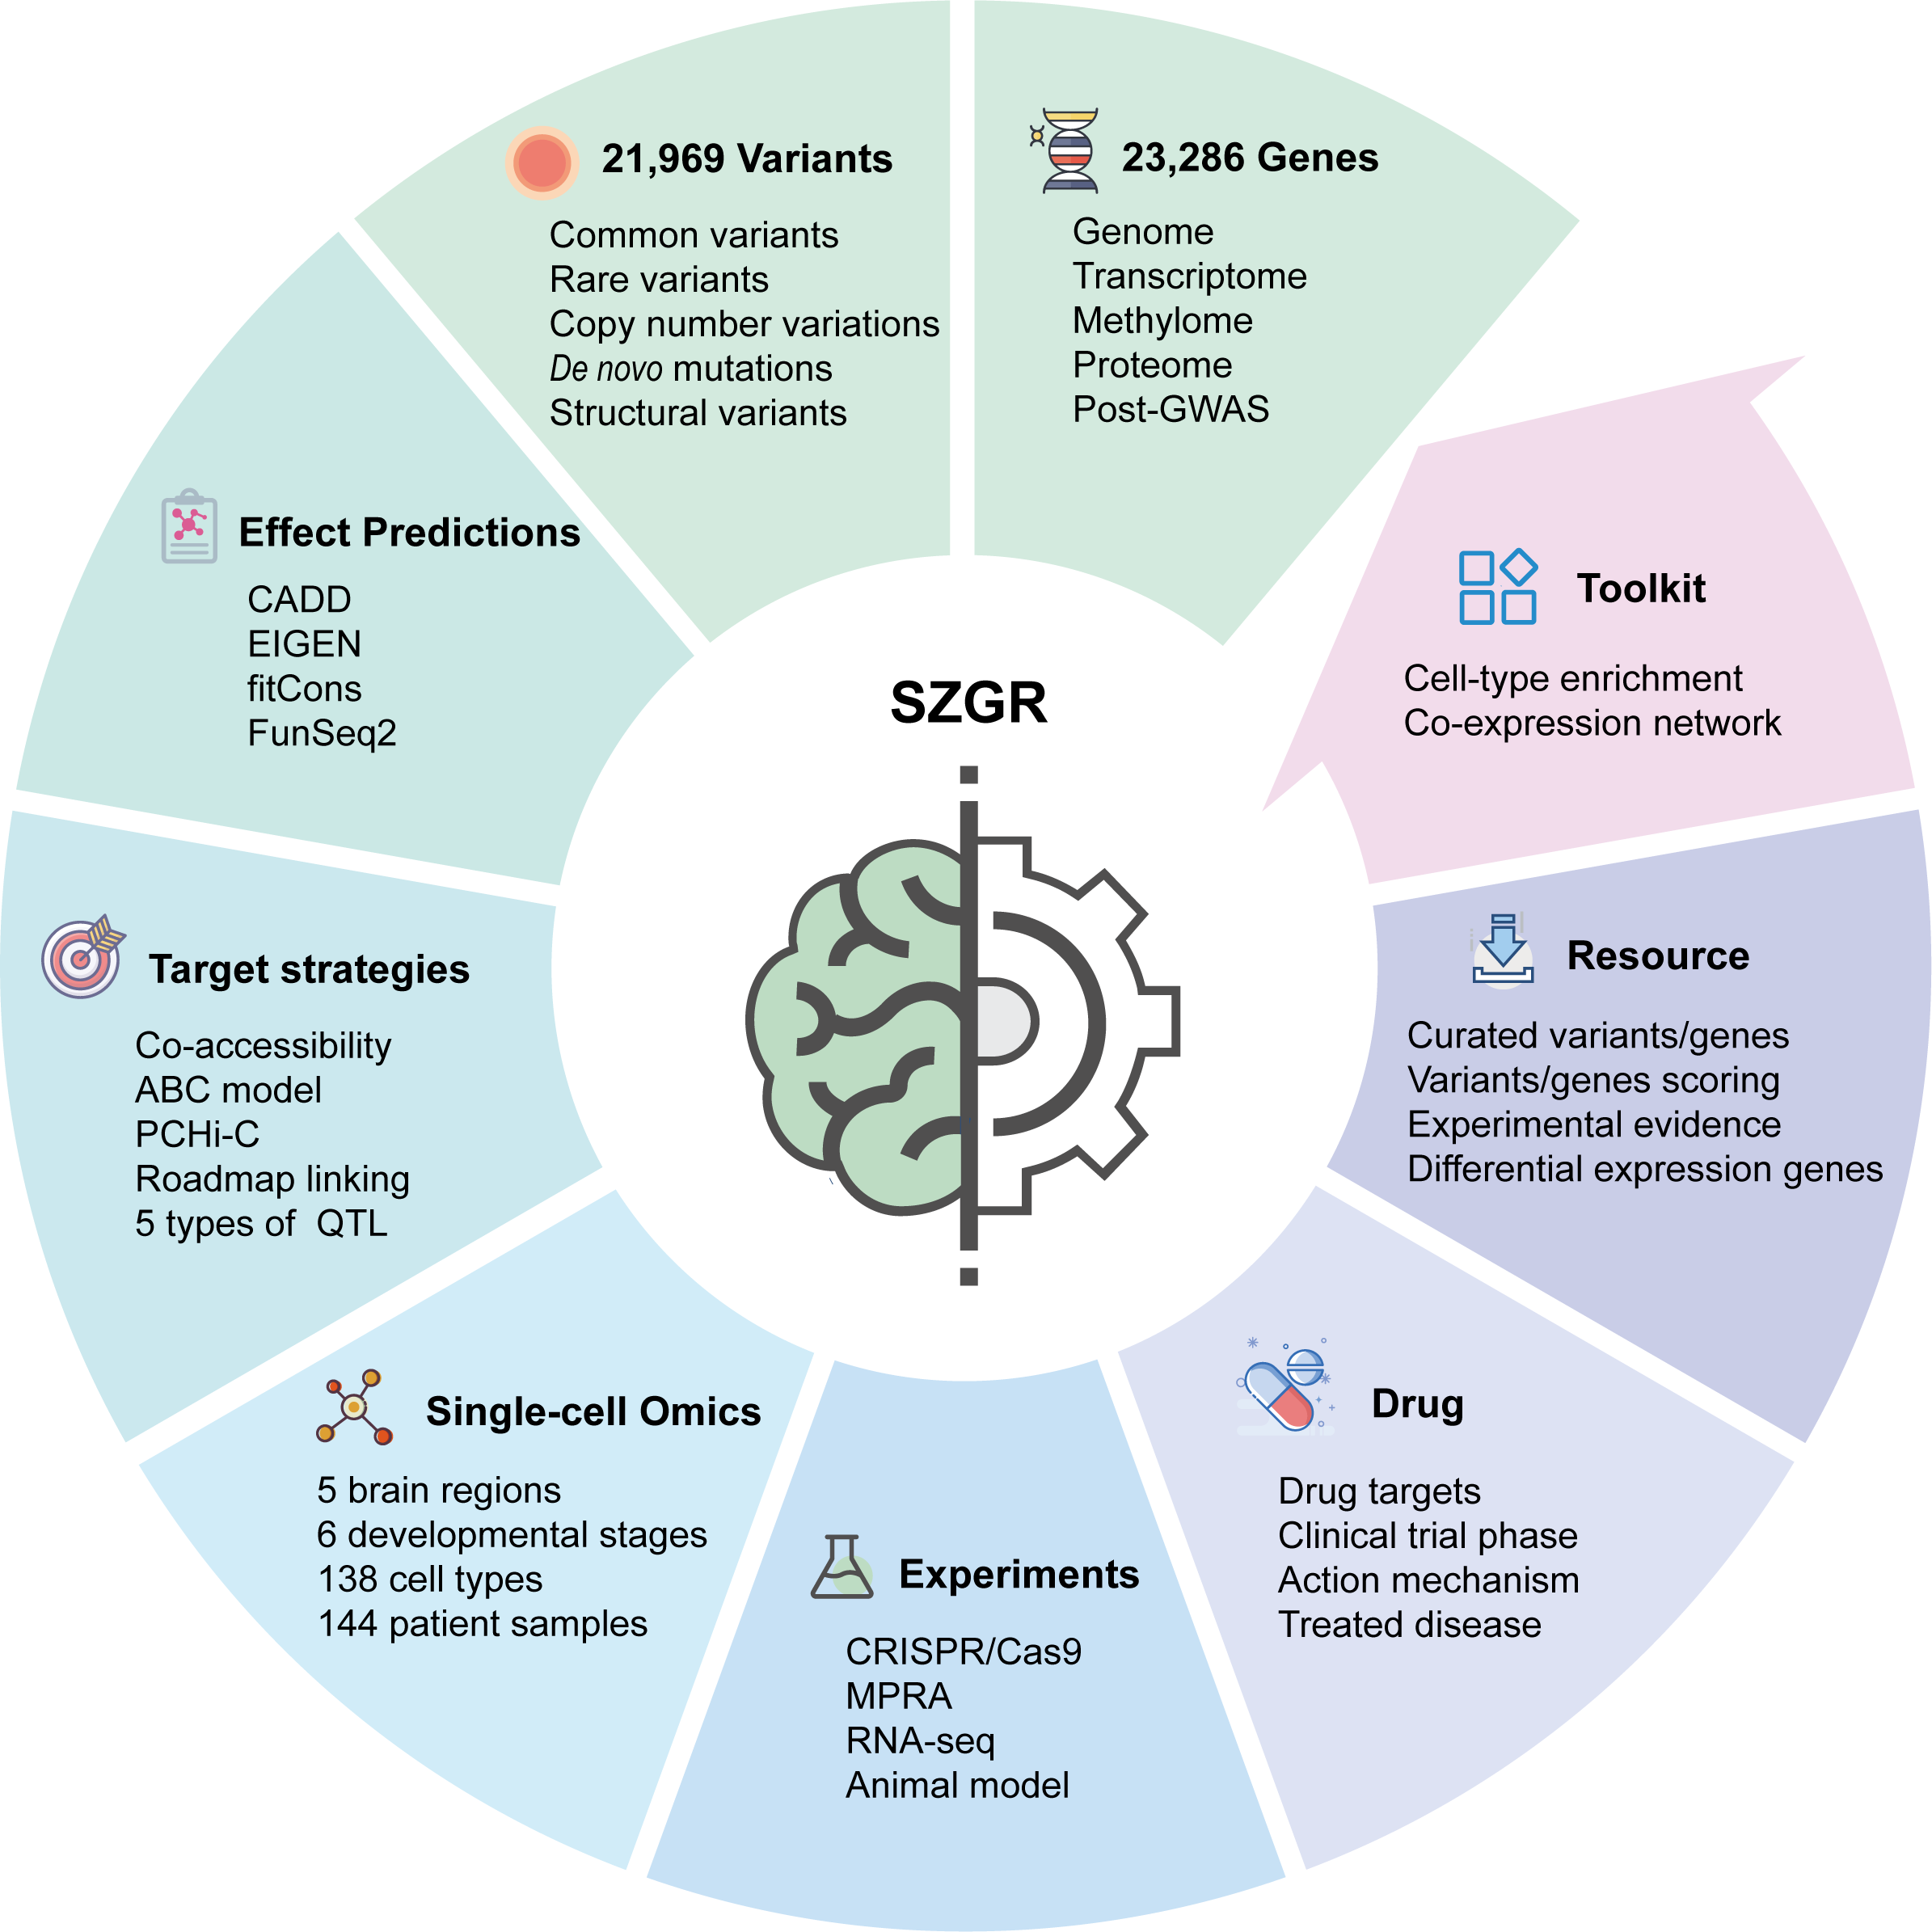 21,969 Variants
Common variants
Rare variants
Copy number variations
De novo mutations
Structural variants
23,286 Genes
Genome
Transcriptome
Methylome
Proteome
Post-GWAS
Effect Predictions
CADD
EIGEN
fitCons
FunSeq2
Toolkit
Cell-type enrichment
Co-expression network
SZGR
Target strategies
Co-accessibility
ABC model
PCHi-C
Roadmap linking
5 types of QTL
Resource
Curated variants/genes
Variants/genes scoring
Experimental evidence
Differential expression genes
Single-cell Omics
5 brain regions
6 developmental stages
138 cell types
144 patient samples
Experiments
CRISPR/Cas9
MPRA
RNA-seq
Animal model
Drug
Drug targets
Clinical trial phase
Action mechanism
Treated disease